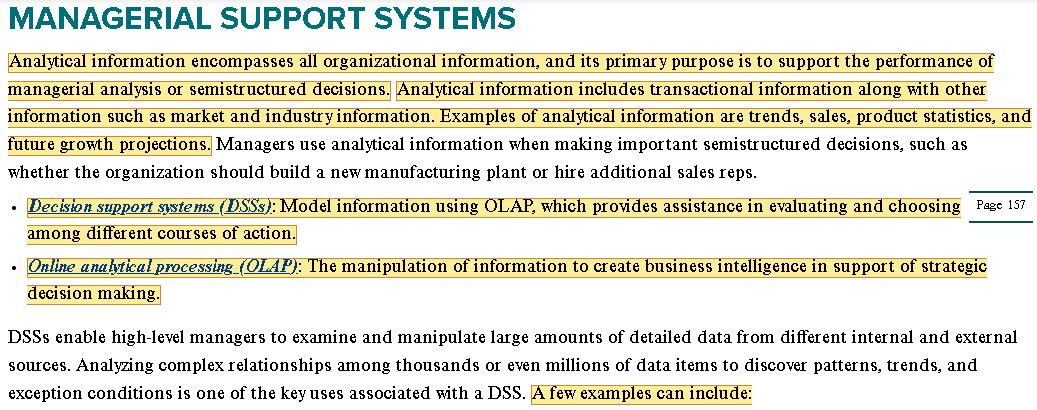 MANAGERIAL SUPPORT SYSTEMS
Analytical information encompasses all organizational information, and its primary purpose is to support the performance of
managerial analysis or semistructured decisions. Analytical information includes transactional information along with other
information such as market and industry information. Examples of analytical information are trends, sales, product statistics, and
future growth projections. Managers use analytical information when making important semistructured decisions, such as
whether the organization should build a new manufacturing plant or hire additional sales reps.
• Decision support systems (DSSs): Model information using OLAP, which provides assistance in evaluating and choosing
Page 157
among different courses of action.
• Online analytical processing (OLAP): The manipulation of information to create business intelligence in support of strategic
decision making.
DSSs enable high-level managers to examine and manipulate large amounts of detailed data from different internal and external
sources. Analyzing complex relationships among thousands or even millions of data items to discover patterns, trends, and
exception conditions is one of the key uses associated with a DSS. A few examples can include: